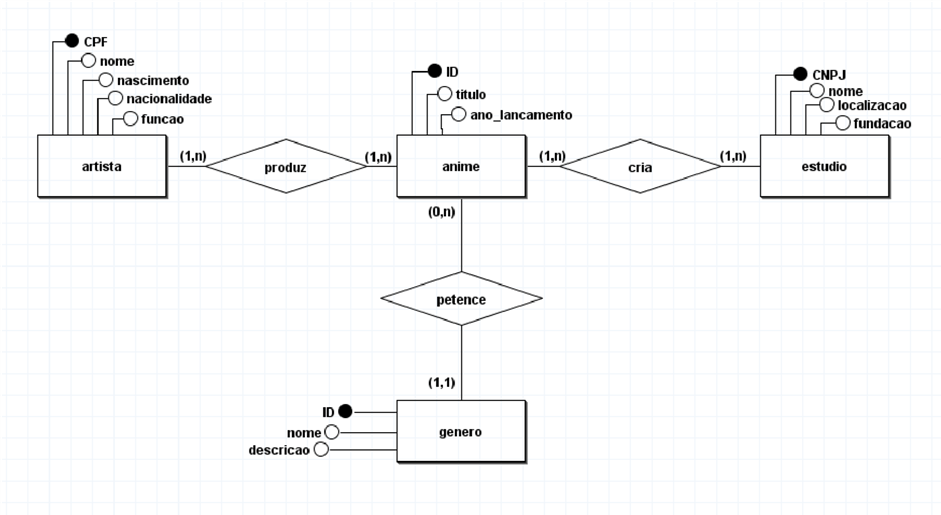 CPF
nome
nascimento
nacionalidade
funcao
artista
(1,n)
produz
(1,n)
ID
titulo
ano_lancamento
anime
(1,n)
cria
(1,n)
CNPJ
nome
localizacao
fundacao
estudio
(0,n)
petence
(1,1)
ID
nome
descricao
genero